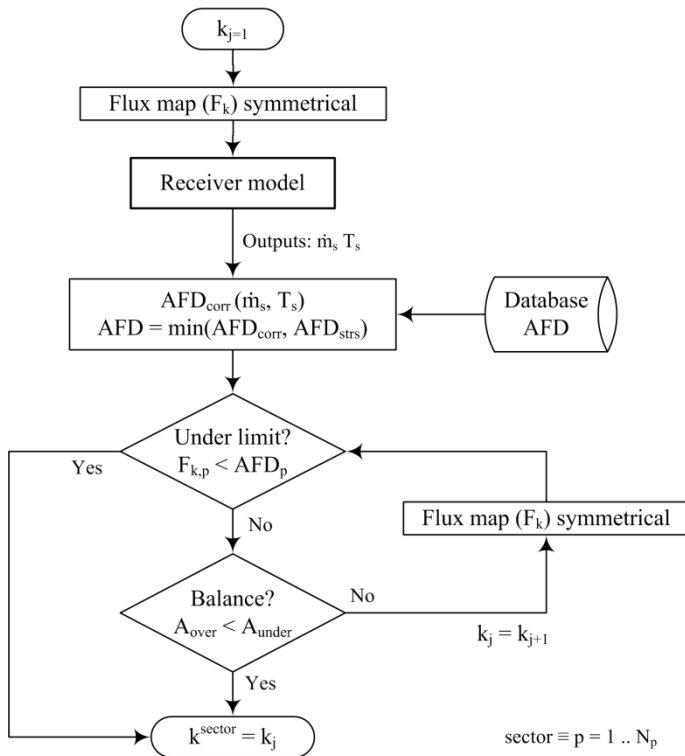 k_{j=1}
Flux map (F_k) symmetrical
Receiver model
Outputs: ṁ_s T_s
AFD_corr (ṁ_s, T_s)
AFD = min(AFD_corr, AFD_strs)
Database
AFD
Under limit?
F_{k,p} < AFD_p
Yes
No
Flux map (F_k) symmetrical
Balance?
A_over < A_under
No
k_j = k_{j+1}
Yes
k^sector = k_j
sector ≡ p = 1 .. N_p